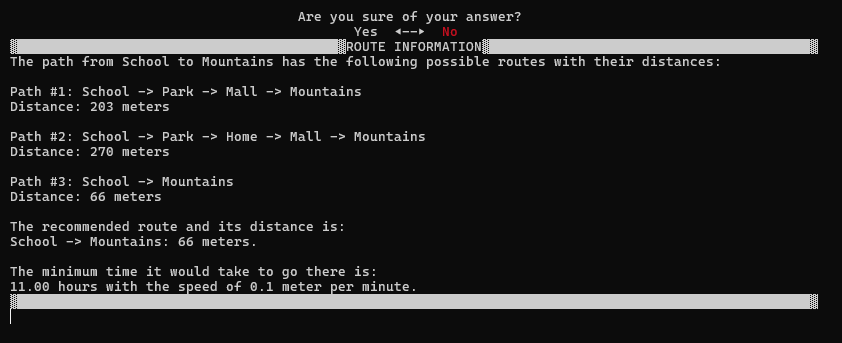 Are you sure of your answer?
Yes ◄--► No
ROUTE INFORMATION
The path from School to Mountains has the following possible routes with their distances:
Path #1: School -> Park -> Mall -> Mountains
Distance: 203 meters
Path #2: School -> Park -> Home -> Mall -> Mountains
Distance: 270 meters
Path #3: School -> Mountains
Distance: 66 meters
The recommended route and its distance is:
School -> Mountains: 66 meters.
The minimum time it would take to go there is:
11.00 hours with the speed of 0.1 meter per minute.